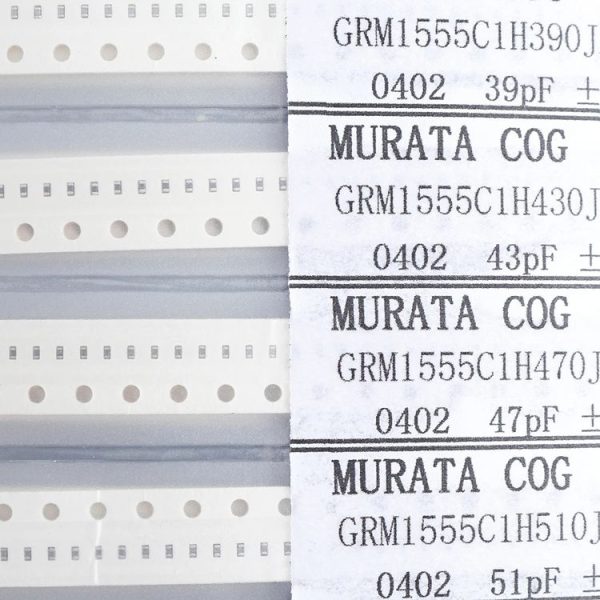 GRM1555C1H390J
0402 39pF ±
MURATA COG
GRM1555C1H430J
0402 43pF ±
MURATA COG
GRM1555C1H470J
0402 47pF ±
MURATA COG
GRM1555C1H510J
0402 51pF ±